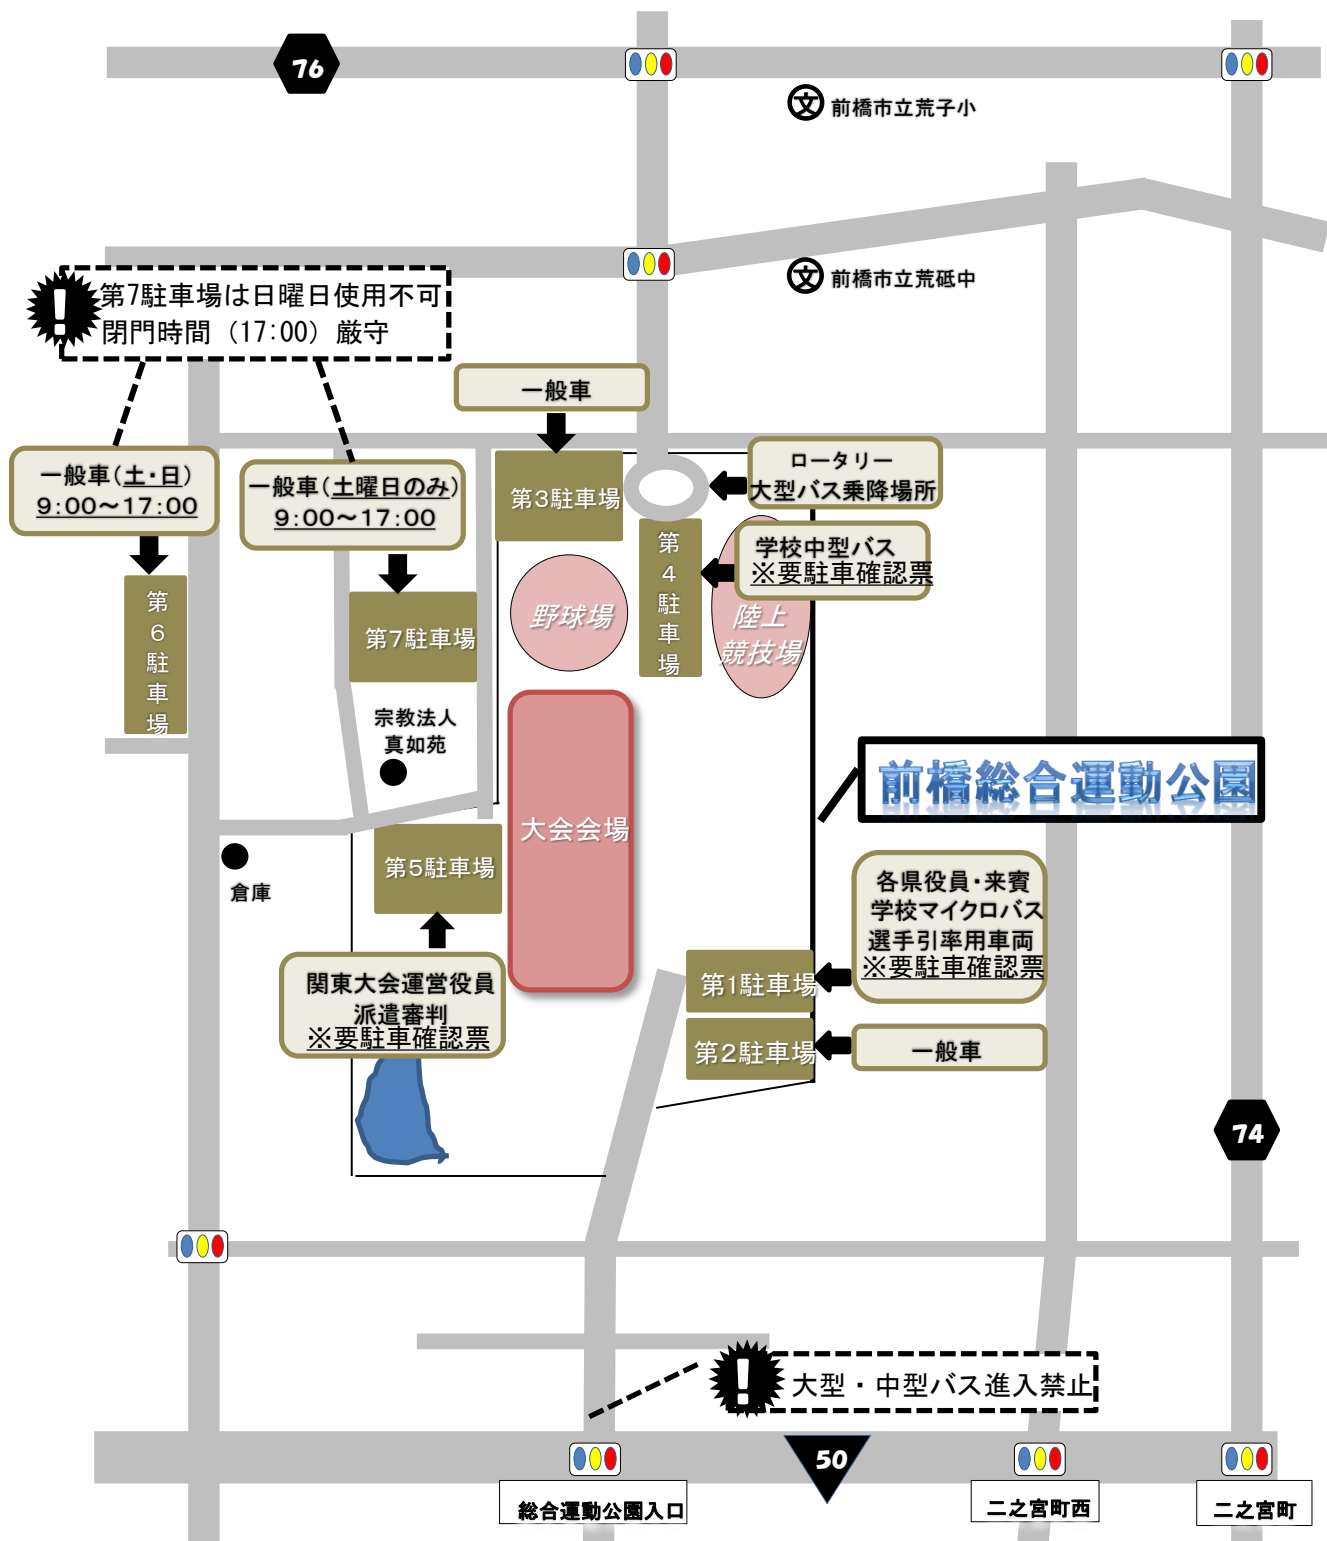 76
前橋市立荒子小
前橋市立荒砥中
第7駐車場は日曜日使用不可
閉門時間（17:00）厳守
一般車
一般車(土・日)
9:00～17:00
一般車(土曜日のみ)
9:00～17:00
第3駐車場
ロータリー
大型バス乗降場所
第4駐車場
学校中型バス
※要駐車確認票
第6駐車場
第7駐車場
野球場
陸上
競技場
宗教法人
真如苑
前橋総合運動公園
大会会場
倉庫
第5駐車場
各県役員・来賓
学校マイクロバス
選手引率用車両
※要駐車確認票
関東大会運営役員
派遣審判
※要駐車確認票
第1駐車場
第2駐車場
一般車
74
大型・中型バス進入禁止
50
総合運動公園入口
二之宮町西
二之宮町